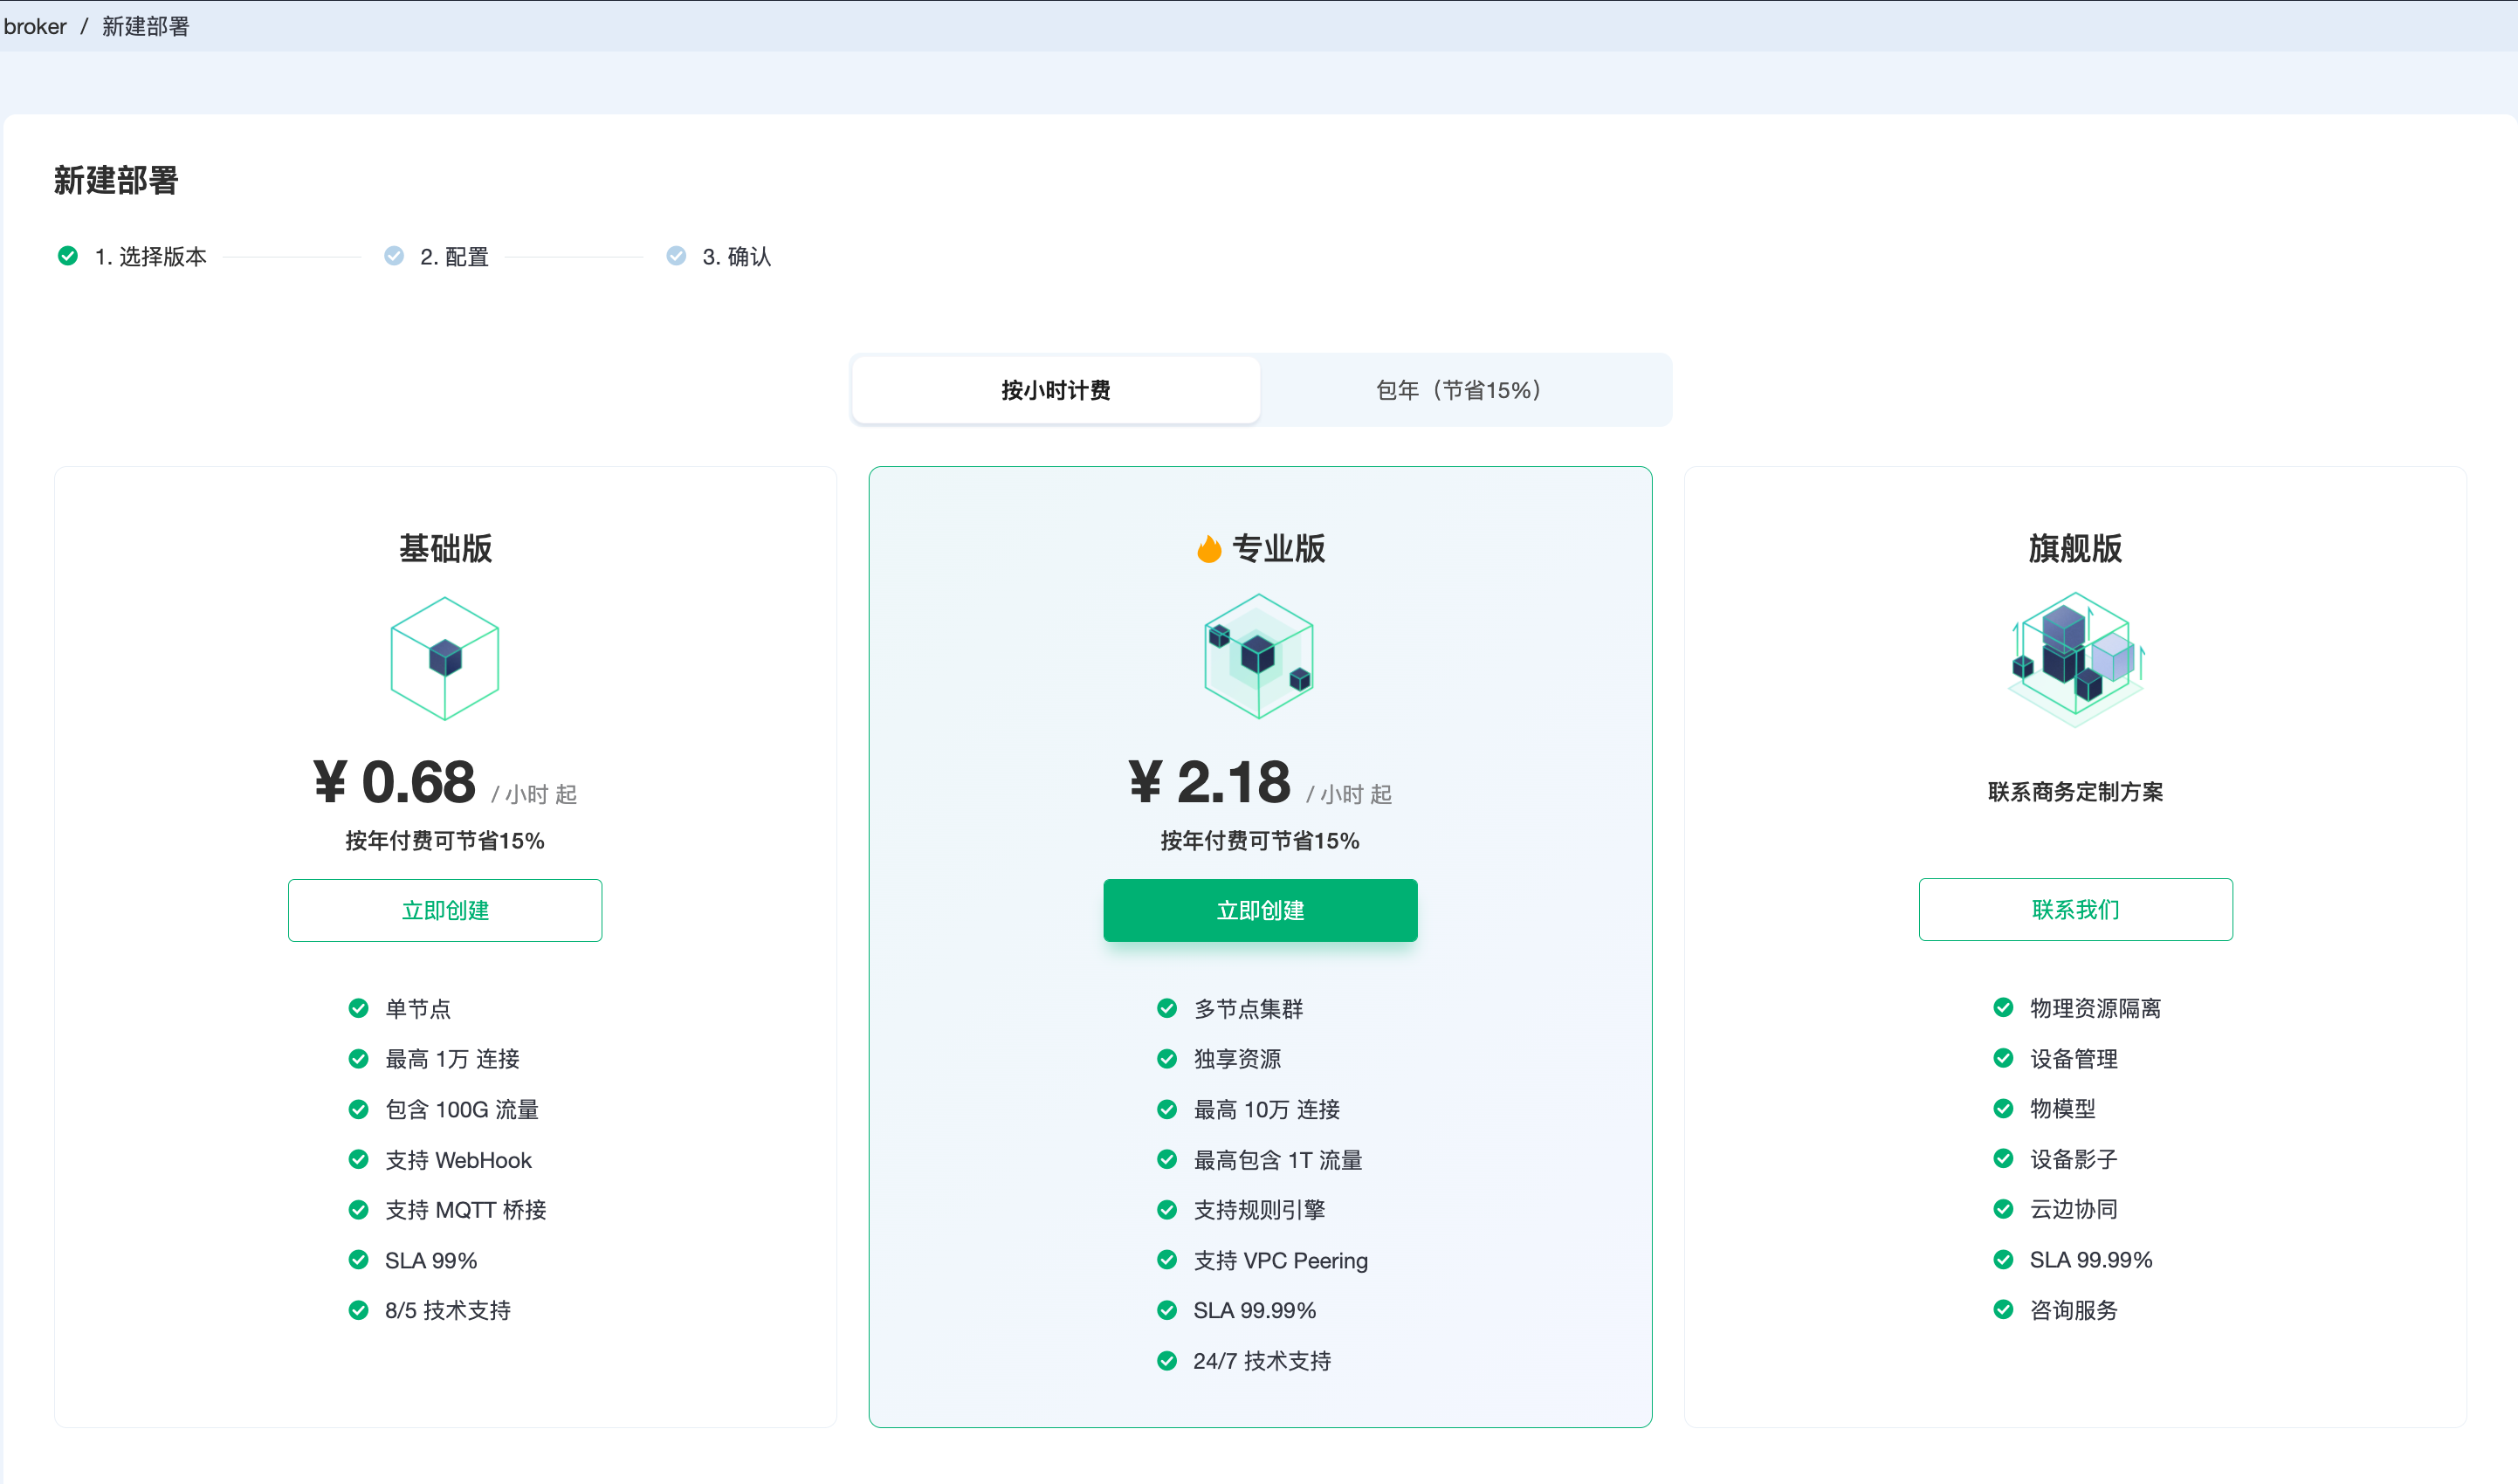 broker / 新建部署
新建部署
1. 选择版本
2. 配置
3. 确认
按小时计费
包年（节省15%）
基础版
¥ 0.68 / 小时 起
按年付费可节省15%
立即创建
单节点
最高 1万 连接
包含 100G 流量
支持 WebHook
支持 MQTT 桥接
SLA 99%
8/5 技术支持
专业版
¥ 2.18 / 小时 起
按年付费可节省15%
立即创建
多节点集群
独享资源
最高 10万 连接
最高包含 1T 流量
支持规则引擎
支持 VPC Peering
SLA 99.99%
24/7 技术支持
旗舰版
联系商务定制方案
联系我们
物理资源隔离
设备管理
物模型
设备影子
云边协同
SLA 99.99%
咨询服务